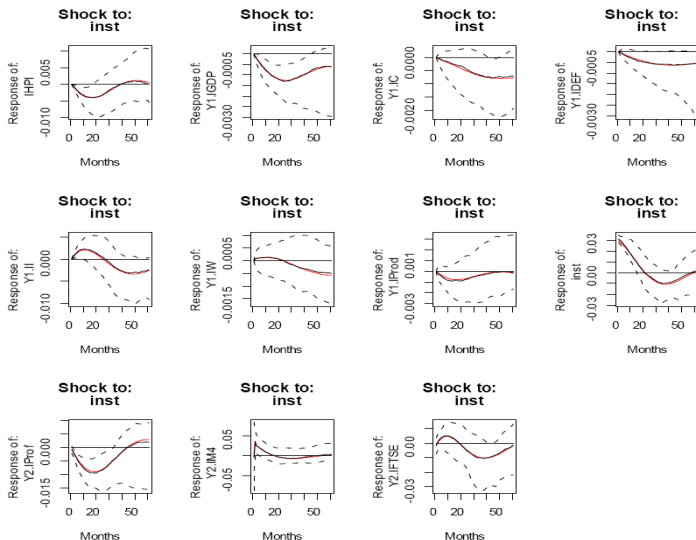 Shock to:
inst
Response of:
lHPI
0.005
-0.010
0
20
50
Months
Shock to:
inst
Response of:
Y1.lGDP
-0.0005
-0.0030
0
20
50
Months
Shock to:
inst
Response of:
Y1.lC
0.0000
-0.0020
0
20
50
Months
Shock to:
inst
Response of:
Y1.lDEF
-0.0005
-0.0030
0
20
50
Months
Shock to:
inst
Response of:
Y1.lI
0.000
-0.010
0
20
50
Months
Shock to:
inst
Response of:
Y1.lW
0.0005
-0.0015
0
20
50
Months
Shock to:
inst
Response of:
Y1.lProd
0.001
-0.003
0
20
50
Months
Shock to:
inst
Response of:
inst
0.03
0.00
-0.03
0
20
50
Months
Shock to:
inst
Response of:
Y2.lProf
0.000
-0.015
0
20
50
Months
Shock to:
inst
Response of:
Y2.lM4
0.05
-0.05
0
20
50
Months
Shock to:
inst
Response of:
Y2.lFTSE
0.00
-0.03
0
20
50
Months